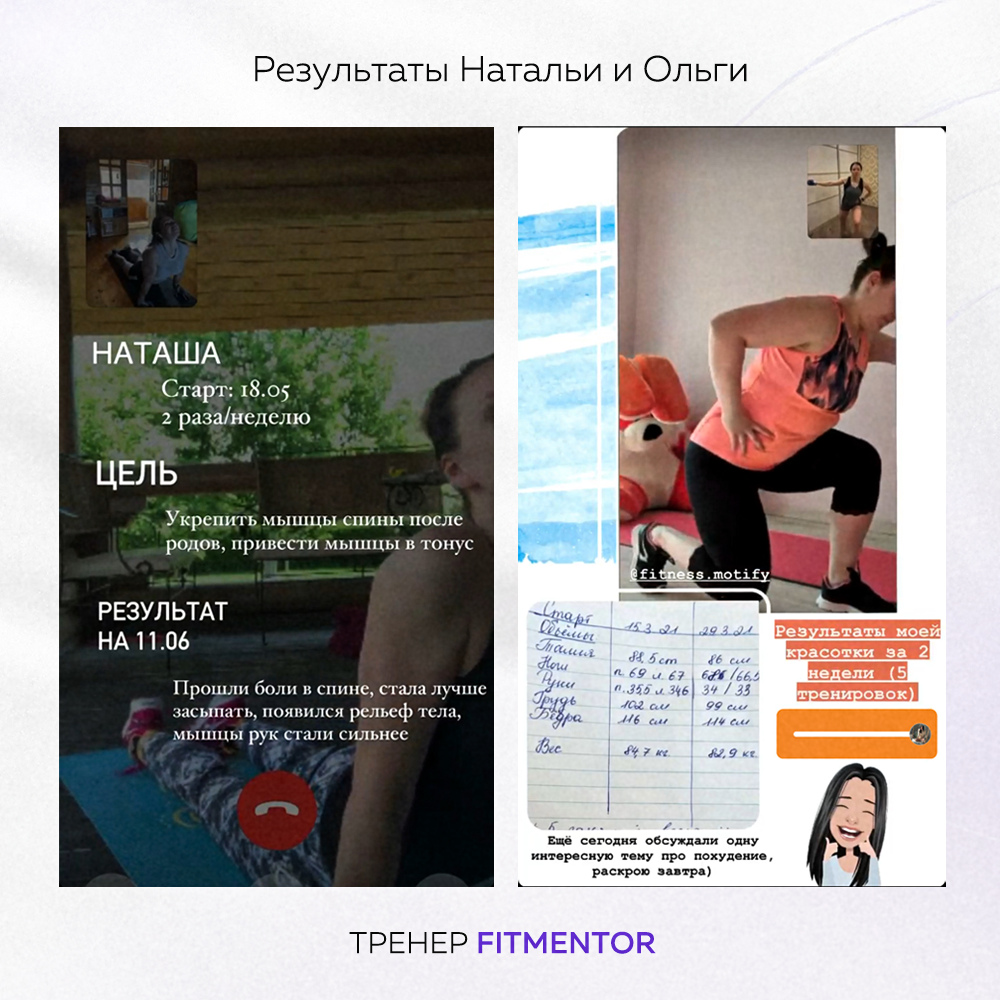 Результаты Натальи и Ольги
НАТАША
Старт: 18.05
2 раза/неделю
ЦЕЛЬ
Укрепить мышцы спины после
родов, привести мышцы в тонус
РЕЗУЛЬТАТ
НА 11.06
Прошли боли в спине, стала лучше
засыпать, появился рельеф тела,
мышцы рук стали сильнее
@fitness.motify
Старт
Объёмы 15.3.21 29.3.21
Талия 88,5 cm 86 см
Ноги п. 69 л. 67 /66,5
Руки п. 35,5 л. 34,6 34 / 33
Грудь 102 см 99 см
Бёдра 116 см 114 см
Вес 84,7 кг. 82,9 кг.
Результаты моей
красотки за 2
недели (5
тренировок)
Ещё сегодня обсуждали одну
интересную тему про похудение,
раскрою завтра)
ТРЕНЕР FITMENTOR